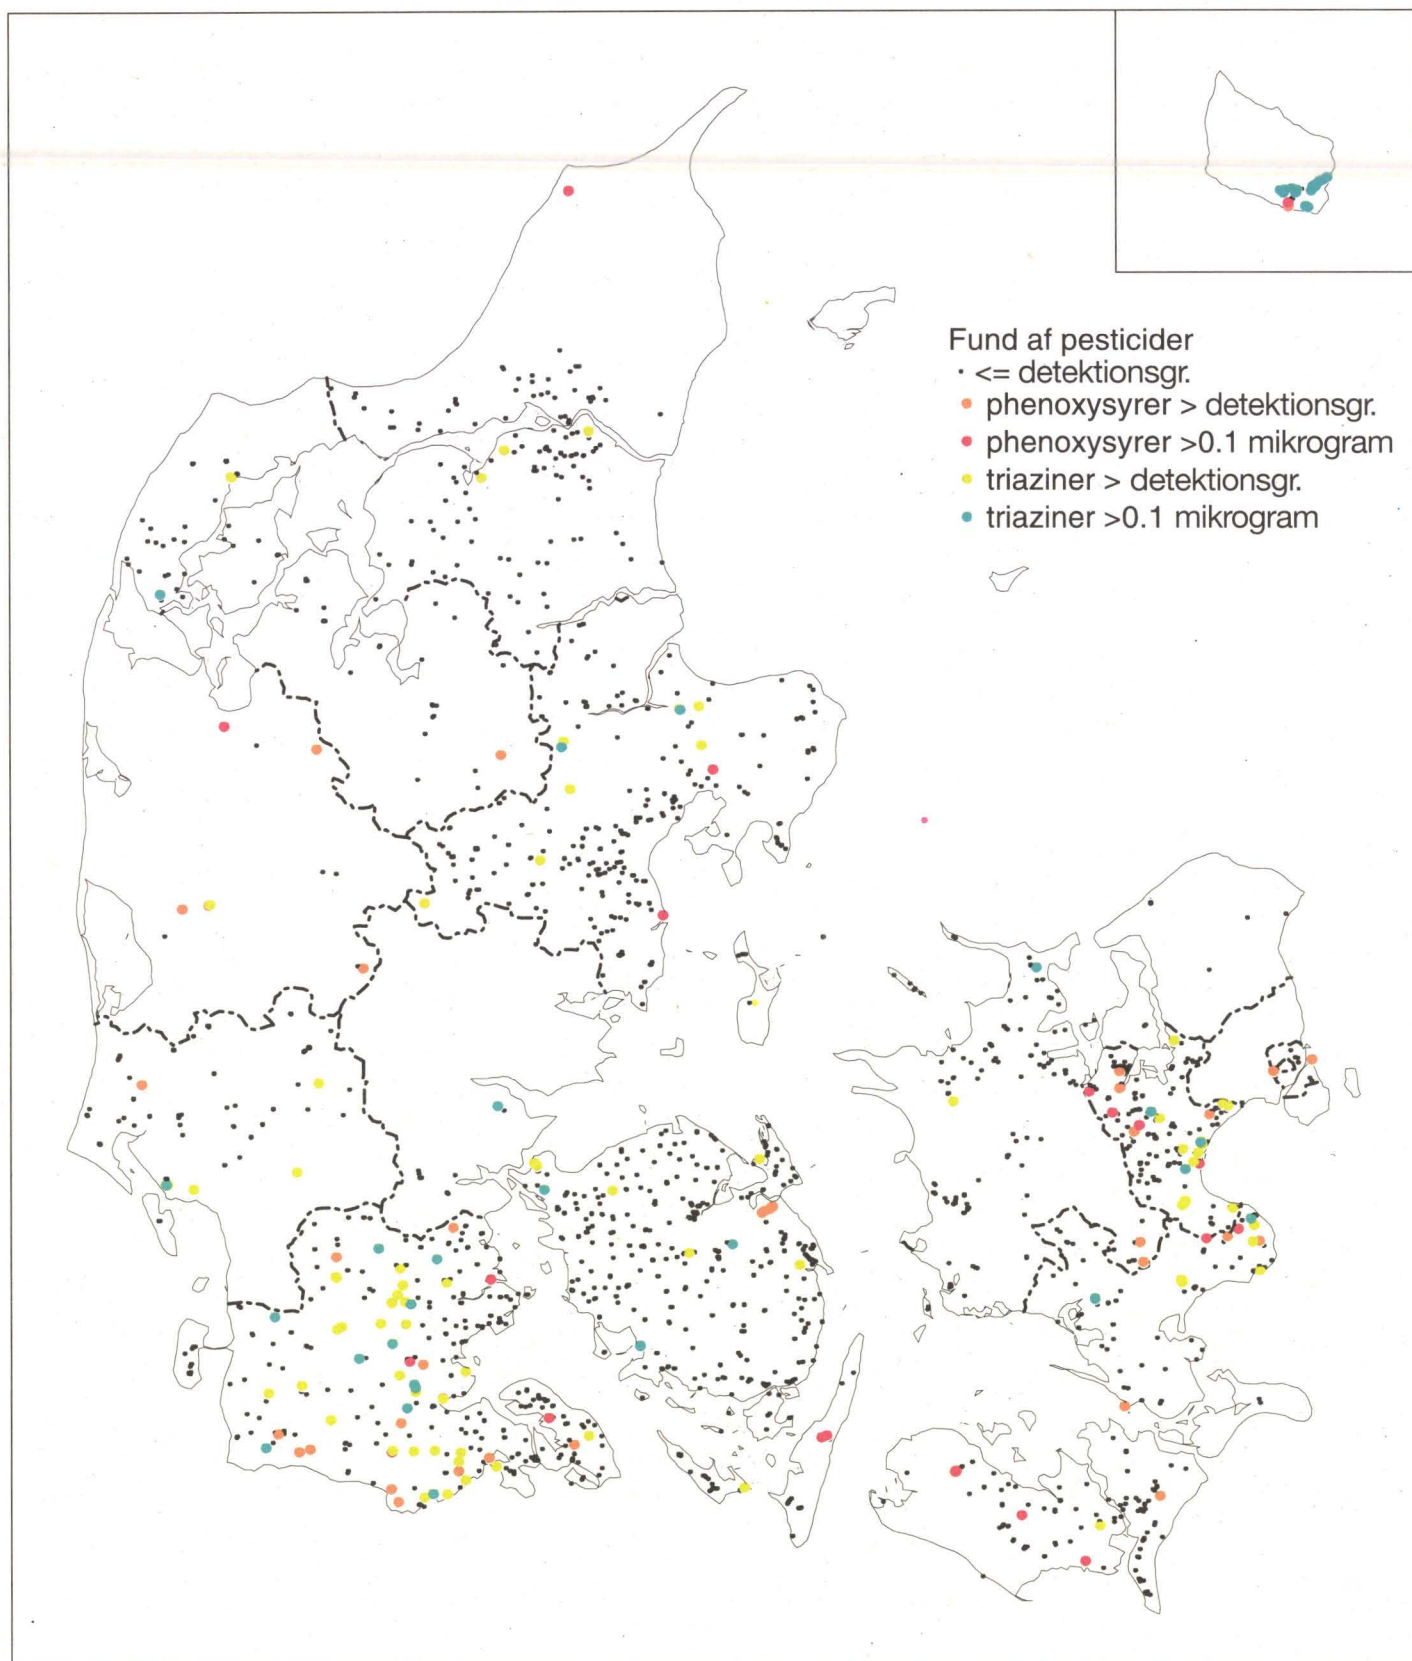 Fund af pesticider
<= detektionsgr.
phenoxysyrer > detektionsgr.
phenoxysyrer >0.1 mikrogram
triaziner > detektionsgr.
triaziner >0.1 mikrogram